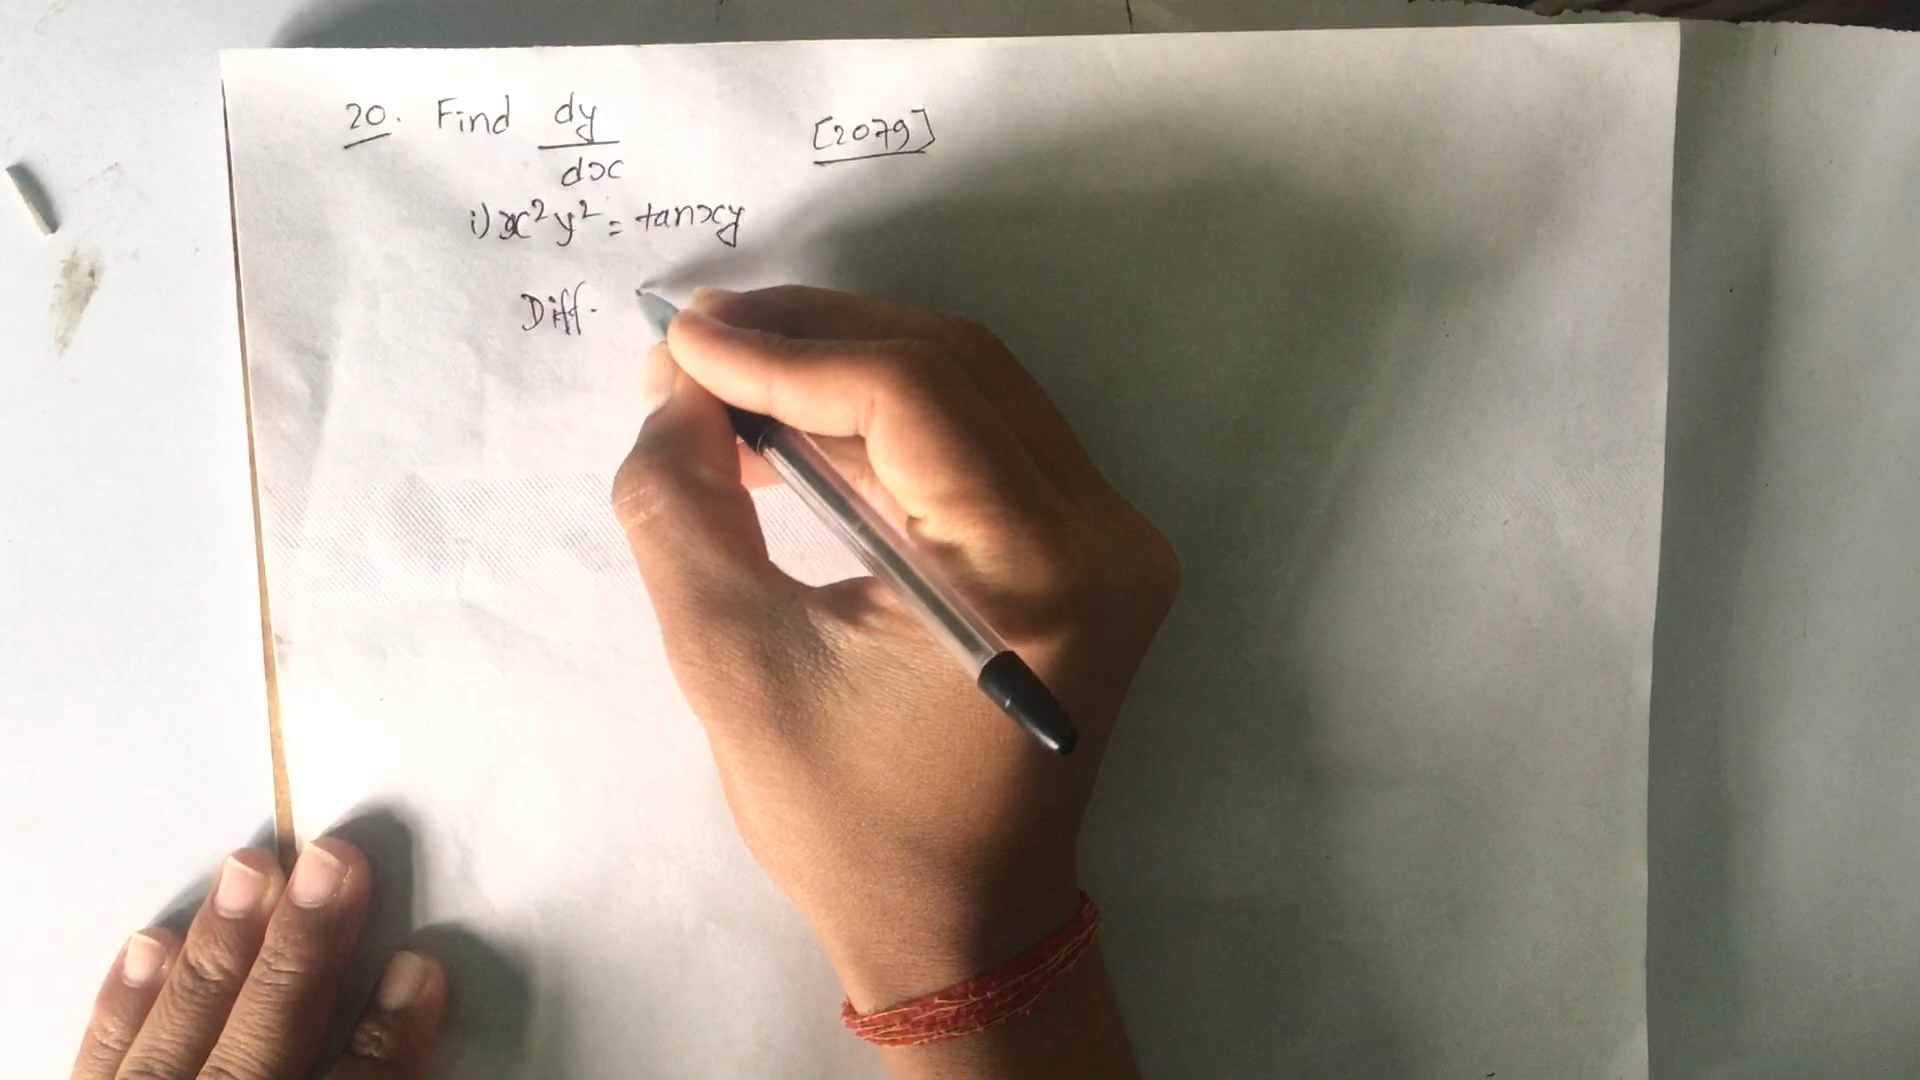 20. Find dy/dx [2079]
i) x²y² = tanxy
Diff.